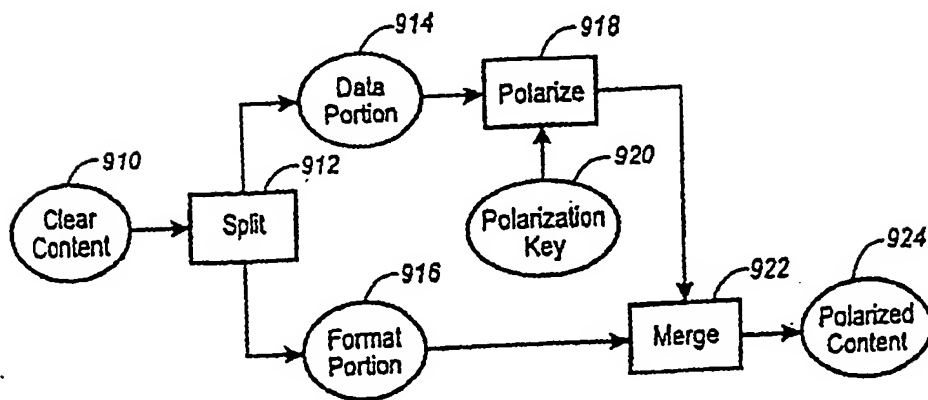 914
Data
Portion
918
Polarize
910
Clear
Content
912
Split
920
Polarization
Key
916
Format
Portion
922
Merge
924
Polarized
Content